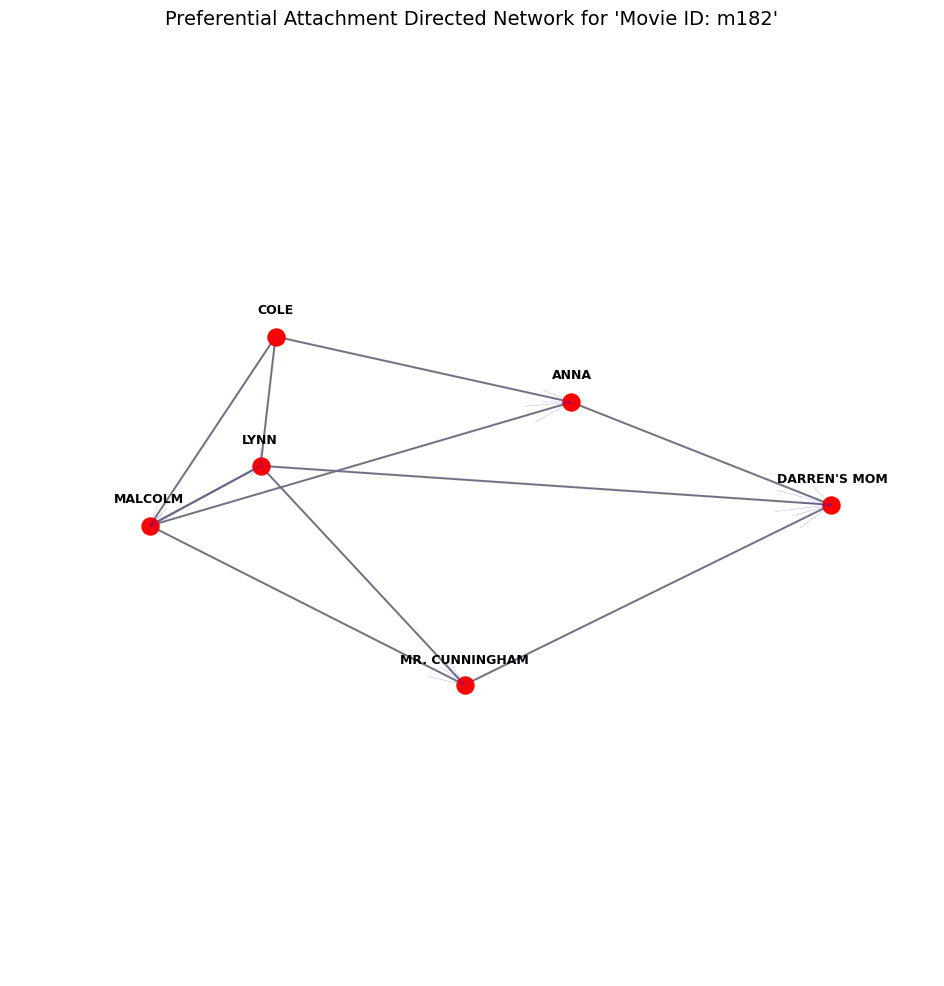 Preferential Attachment Directed Network for 'Movie ID: m182'
COLE
ANNA
LYNN
DARREN'S MOM
MALCOLM
MR. CUNNINGHAM